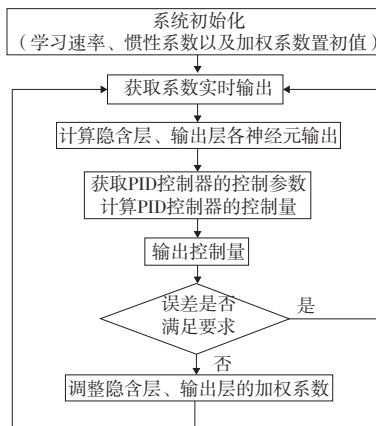 系统初始化
（学习速率、惯性系数以及加权系数置初值）
获取系数实时输出
计算隐含层、输出层各神经元输出
获取PID控制器的控制参数
计算PID控制器的控制量
输出控制量
误差是否
满足要求
是
否
调整隐含层、输出层的加权系数